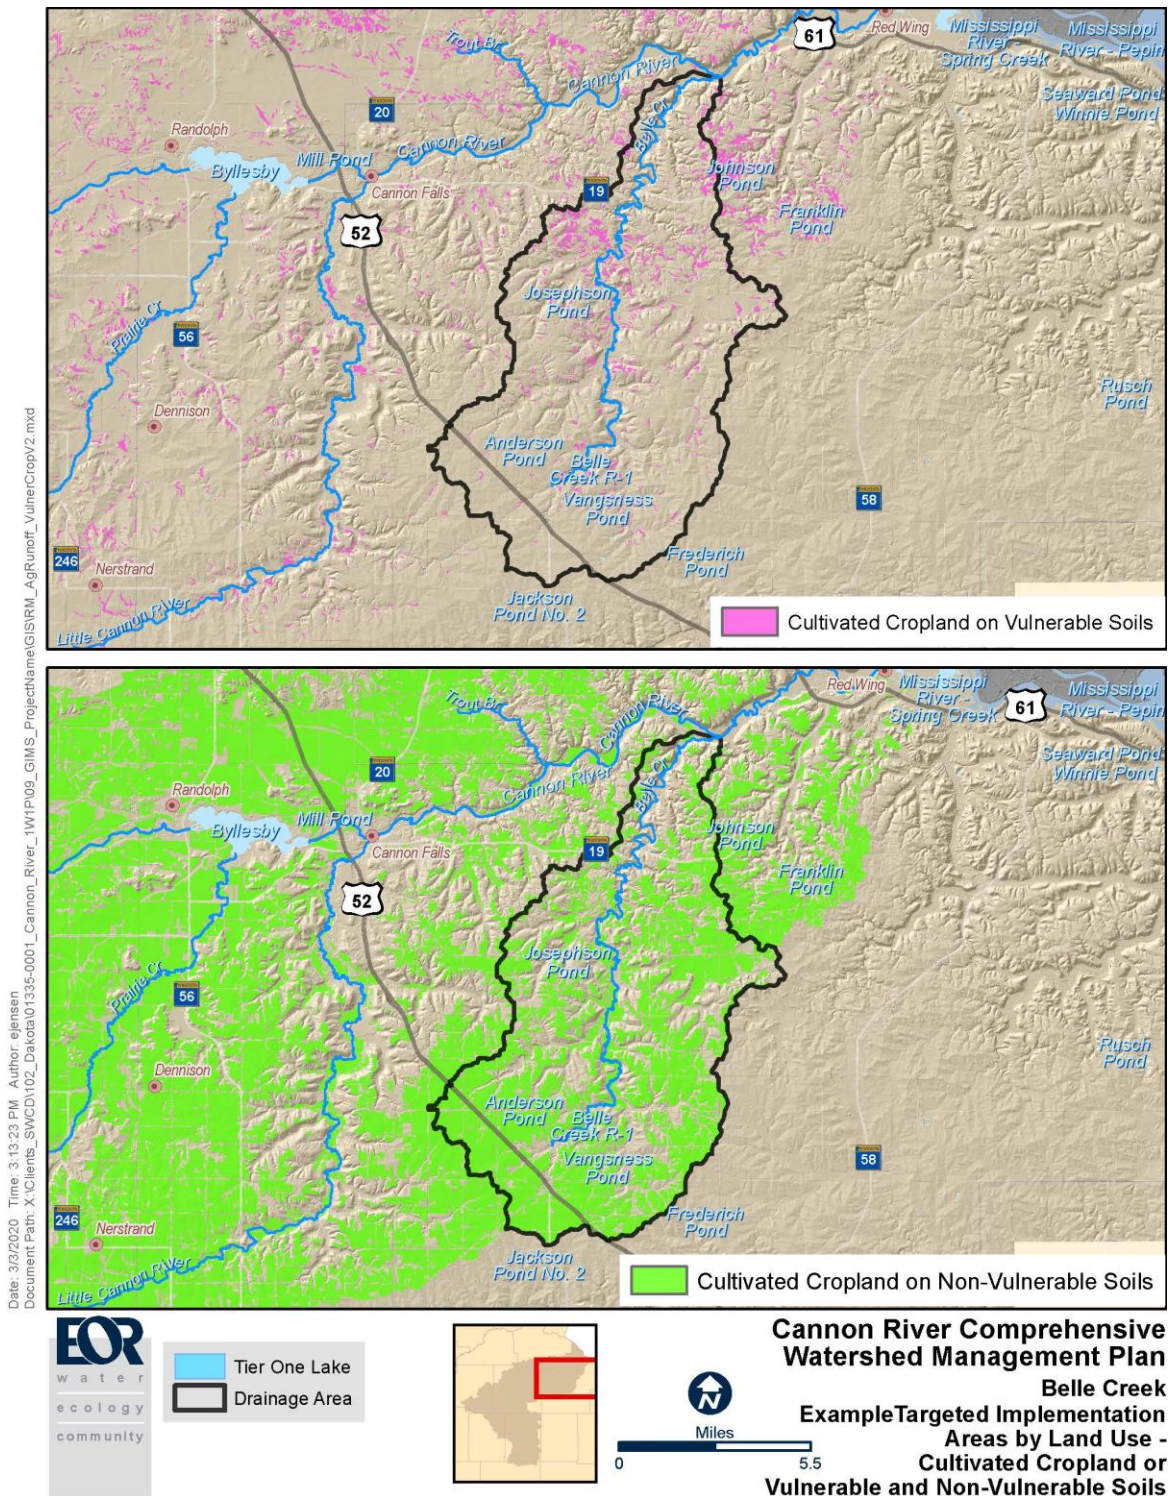 61
Red Wing
Mississippi
River -
Spring Creek
Mississippi
River - Pepin
Trout Br.
Cannon River
20
Seaward Pond
Winnie Pond
Randolph
Belle Cr.
Mill Pond
Cannon River
Byllesby
Johnson
Pond
Cannon Falls
19
Franklin
Pond
52
Josephson
Pond
Prairie Cr.
56
Rusch
Pond
Dennison
Anderson
Pond
Belle
Creek R-1
Vangsness
Pond
58
246
Frederich
Pond
Nerstrand
Jackson
Pond No. 2
Little Cannon River
Cultivated Cropland on Vulnerable Soils
Red Wing
Mississippi
River -
Spring Creek
61
Mississippi
River - Pepin
Trout Br.
Cannon River
20
Seaward Pond
Winnie Pond
Randolph
Belle Cr.
Mill Pond
Cannon River
Byllesby
Johnson
Pond
Cannon Falls
19
Franklin
Pond
52
Josephson
Pond
Prairie Cr.
56
Rusch
Pond
Dennison
Anderson
Pond
Belle
Creek R-1
Vangsness
Pond
58
246
Frederich
Pond
Nerstrand
Jackson
Pond No. 2
Little Cannon River
Cultivated Cropland on Non-Vulnerable Soils
Date: 3/3/2020 Time: 3:13:23 PM Author: ejensen
Document Path: X:\Clients_SWCD\102_Dakota\01335-0001_Cannon_River_1W1P\09_GIMS_ProjectName\GIS\RM_AgRunoff_VulnerCropV2.mxd
EOR
water
ecology
community
Tier One Lake
Drainage Area
N
Miles
0
5.5
Cannon River Comprehensive
Watershed Management Plan
Belle Creek
ExampleTargeted Implementation
Areas by Land Use -
Cultivated Cropland or
Vulnerable and Non-Vulnerable Soils